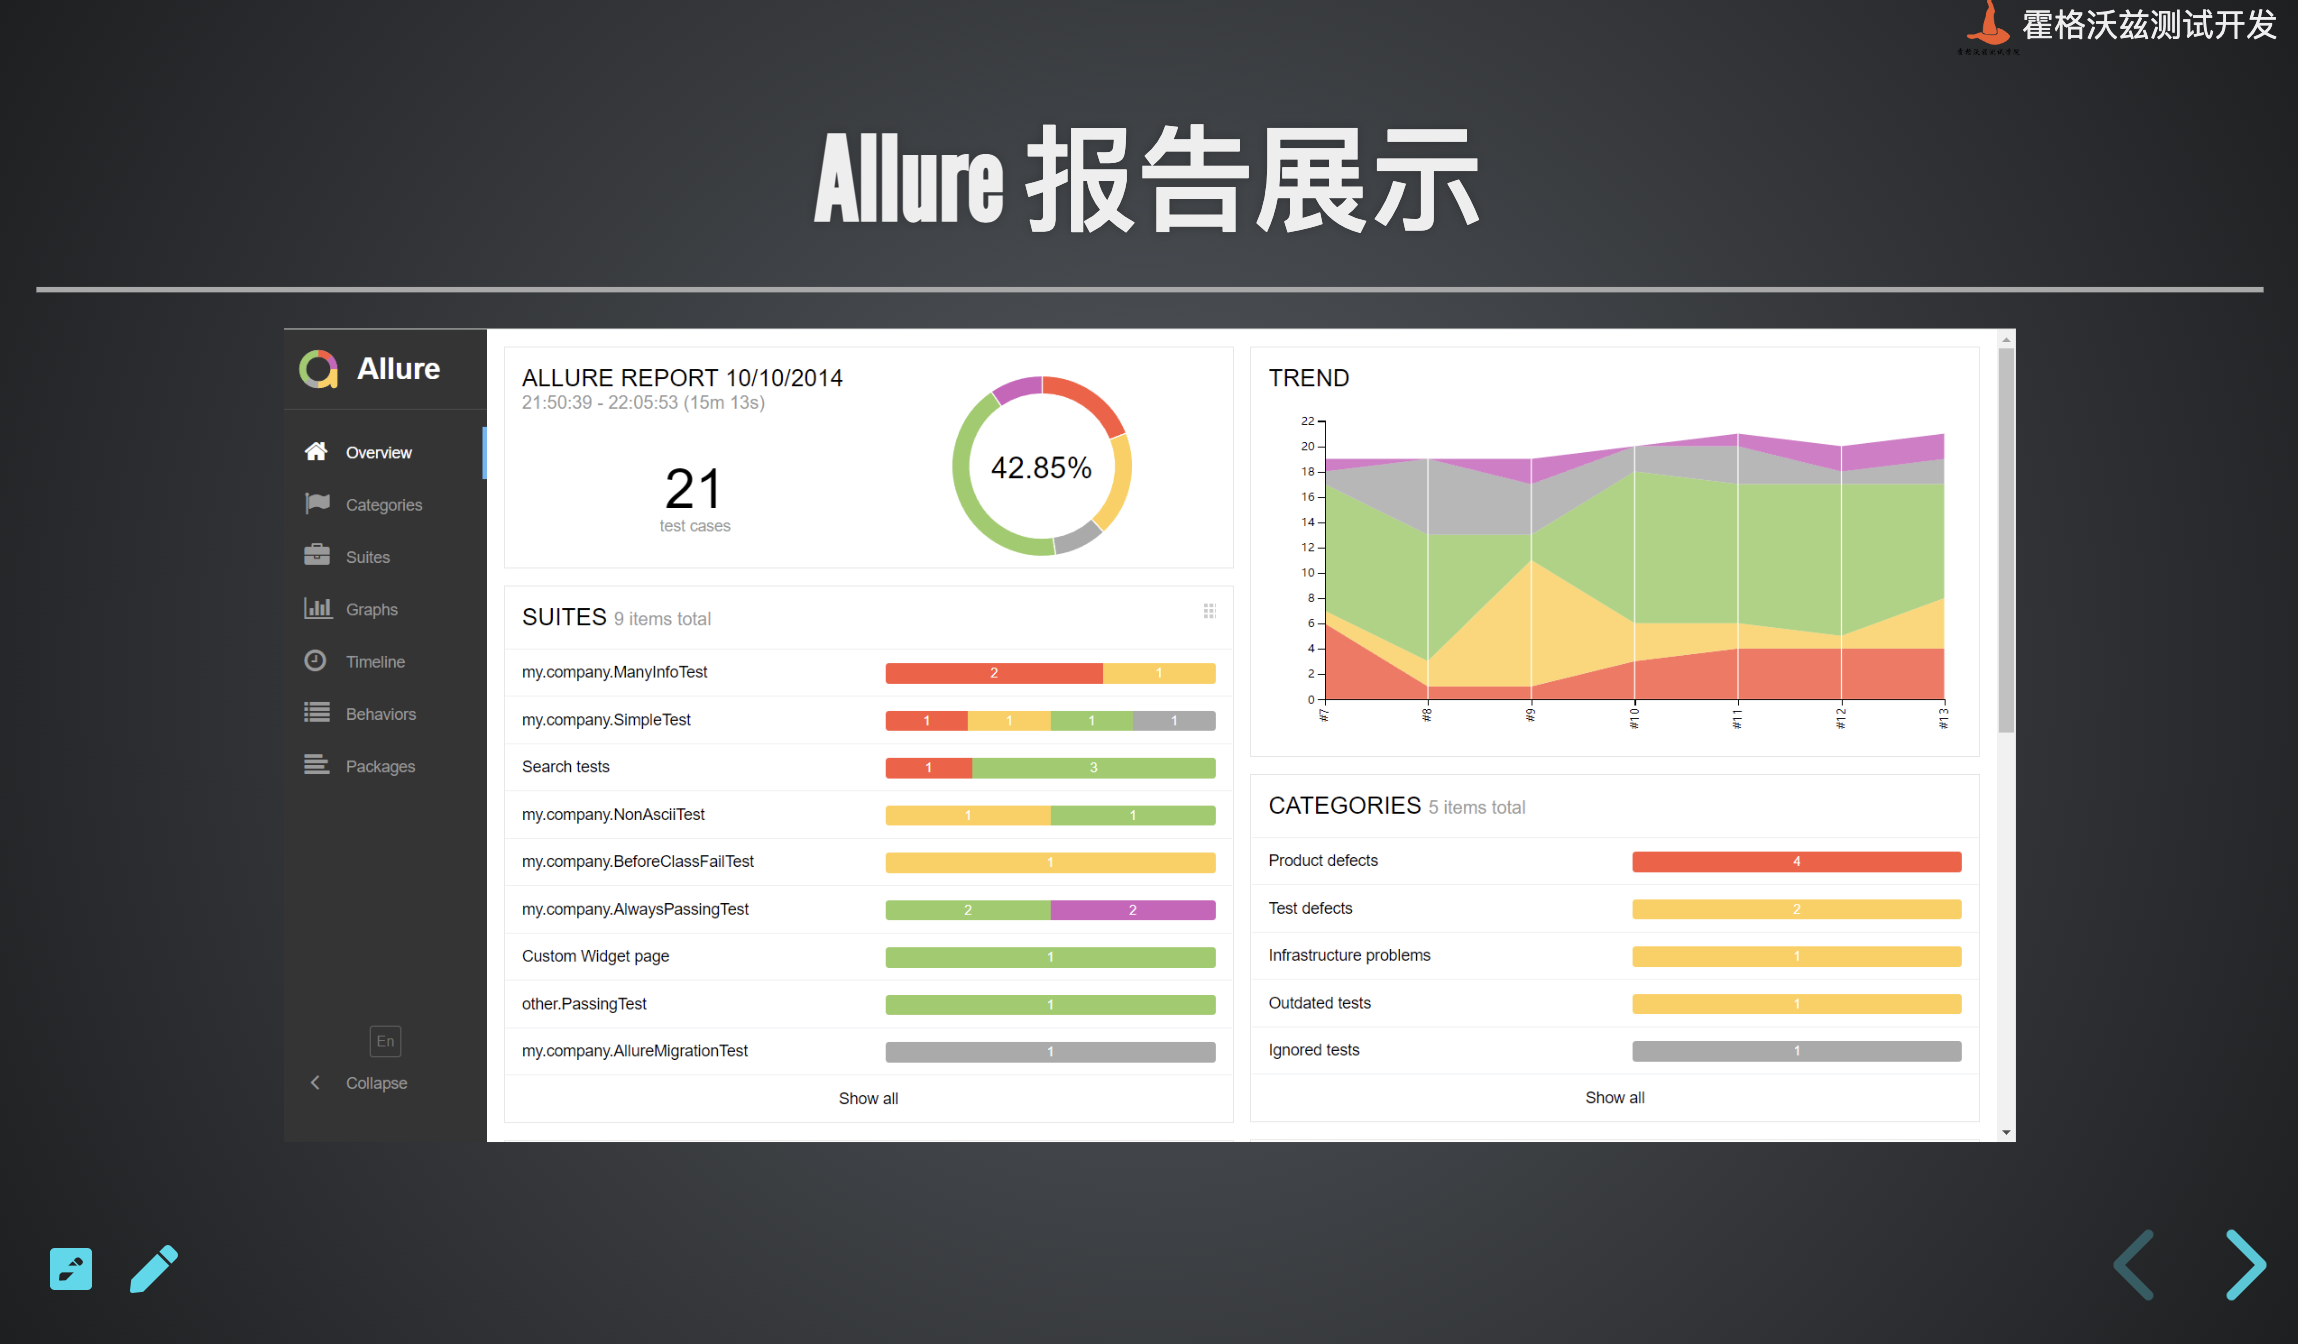 霍格沃兹测试开发
Allure 报告展示
Allure
Overview
Categories
Suites
Graphs
Timeline
Behaviors
Packages
En
Collapse
ALLURE REPORT 10/10/2014
21:50:39 - 22:05:53 (15m 13s)
21
test cases
42.85%
SUITES 9 items total
my.company.ManyInfoTest 2 1
my.company.SimpleTest 1 1 1 1
Search tests 1 3
my.company.NonAsciiTest 1 1
my.company.BeforeClassFailTest 1
my.company.AlwaysPassingTest 2 2
Custom Widget page 1
other.PassingTest 1
my.company.AllureMigrationTest 1
Show all
TREND
22
20
18
16
14
12
10
8
6
4
2
0
#7 #8 #9 #10 #11 #12 #13
CATEGORIES 5 items total
Product defects 4
Test defects 2
Infrastructure problems 1
Outdated tests 1
Ignored tests 1
Show all